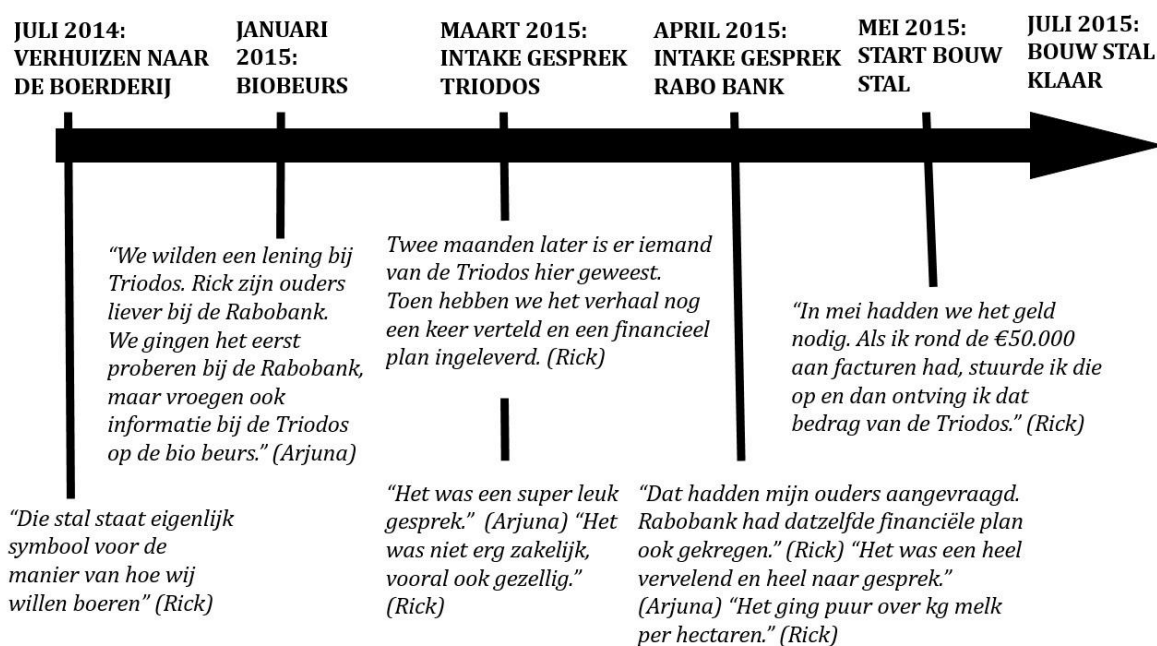 JULI 2014:
VERHUIZEN NAAR
DE BOERDERIJ
JANUARI
2015:
BIOBEURS
MAART 2015:
INTAKE GESPREK
TRIODOS
APRIL 2015:
INTAKE GESPREK
RABO BANK
MEI 2015:
START BOUW
STAL
JULI 2015:
BOUW STAL
KLAAR
“We wilden een lening bij
Triodos. Rick zijn ouders
liever bij de Rabobank.
We gingen het eerst
proberen bij de Rabobank,
maar vroegen ook
informatie bij de Triodos
op de bio beurs.” (Arjuna)
Twee maanden later is er iemand
van de Triodos hier geweest.
Toen hebben we het verhaal nog
een keer verteld en een financieel
plan ingeleverd. (Rick)
“In mei hadden we het geld
nodig. Als ik rond de €50.000
aan facturen had, stuurde ik die
op en dan ontving ik dat
bedrag van de Triodos.” (Rick)
“Die stal staat eigenlijk
symbool voor de
manier van hoe wij
willen boeren” (Rick)
“Het was een super leuk
gesprek.” (Arjuna) “Het
was niet erg zakelijk,
vooral ook gezellig.”
(Rick)
“Dat hadden mijn ouders aangevraagd.
Rabobank had datzelfde financiële plan
ook gekregen.” (Rick) “Het was een heel
vervelend en heel naar gesprek.”
(Arjuna) “Het ging puur over kg melk
per hectaren.” (Rick)